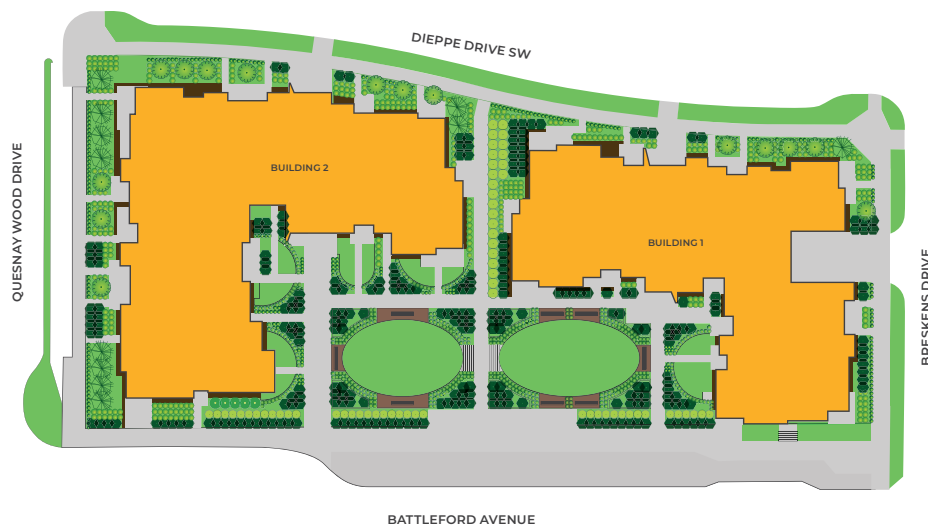 DIEPPE DRIVE SW
QUESNAY WOOD DRIVE
BUILDING 2
BUILDING 1
BRESKENS DRIVE
BATTLEFORD AVENUE